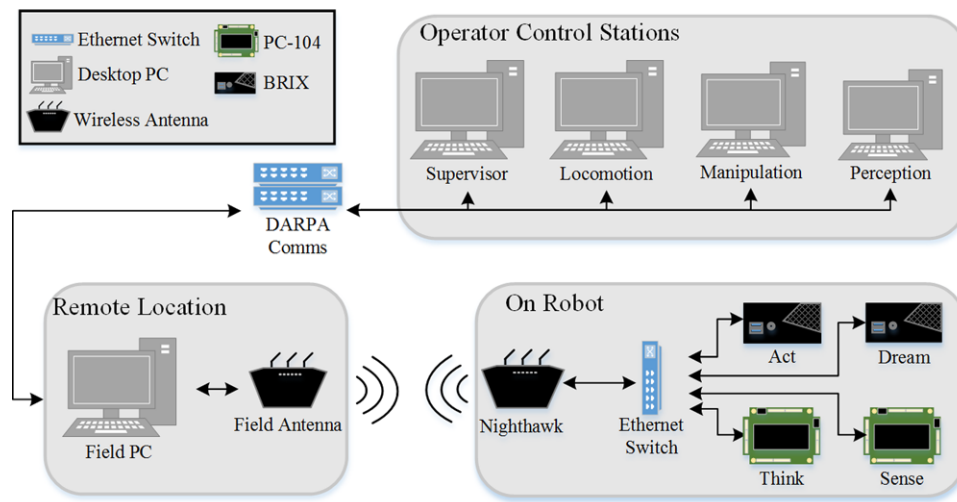 Ethernet Switch
PC-104
Desktop PC
BRIX
Wireless Antenna
Operator Control Stations
Supervisor
Locomotion
Manipulation
Perception
DARPA
Comms
Remote Location
Field PC
Field Antenna
On Robot
Nighthawk
Ethernet
Switch
Act
Dream
Think
Sense